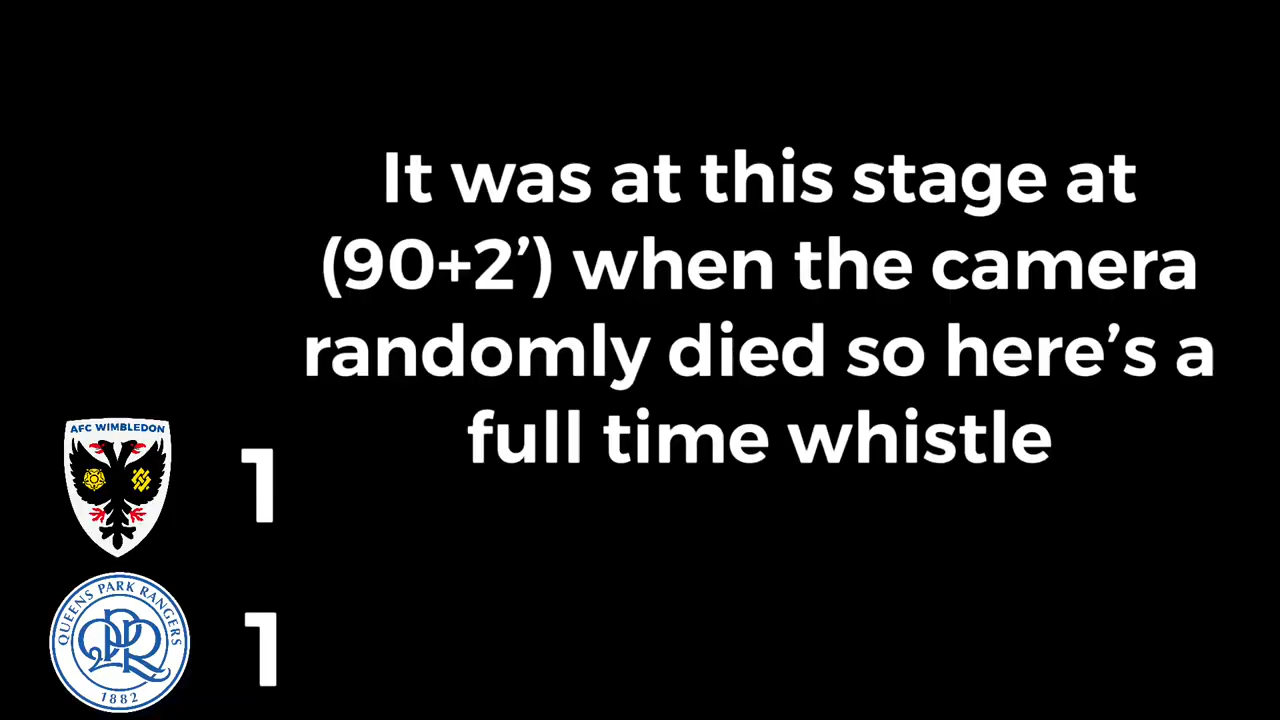 It was at this stage at
(90+2’) when the camera
randomly died so here’s a
full time whistle
AFC WIMBLEDON
1
QUEENS PARK RANGERS
QPR
1882
1